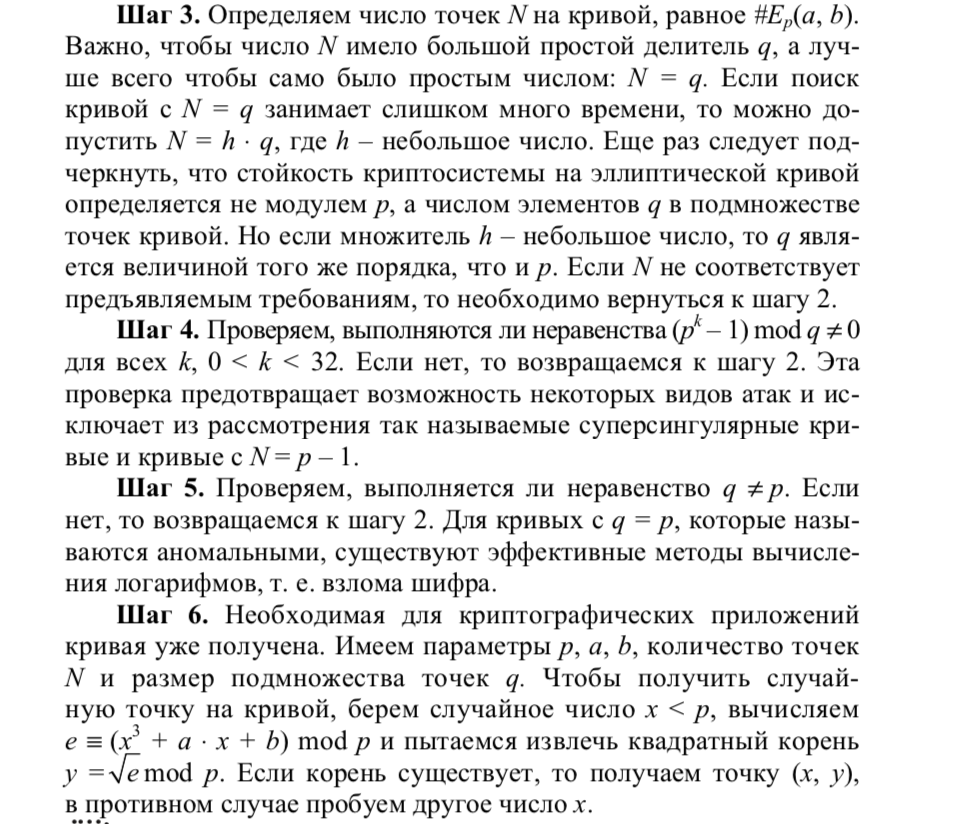 Шаг 3. Определяем число точек N на кривой, равное #Eₚ(a, b).
Важно, чтобы число N имело большой простой делитель q, а луч-
ше всего чтобы само было простым числом: N = q. Если поиск
кривой с N = q занимает слишком много времени, то можно до-
пустить N = h · q, где h – небольшое число. Еще раз следует под-
черкнуть, что стойкость криптосистемы на эллиптической кривой
определяется не модулем p, а числом элементов q в подмножестве
точек кривой. Но если множитель h – небольшое число, то q явля-
ется величиной того же порядка, что и p. Если N не соответствует
предъявляемым требованиям, то необходимо вернуться к шагу 2.
Шаг 4. Проверяем, выполняются ли неравенства (pᵏ – 1) mod q ≠ 0
для всех k, 0 < k < 32. Если нет, то возвращаемся к шагу 2. Эта
проверка предотвращает возможность некоторых видов атак и ис-
ключает из рассмотрения так называемые суперсингулярные кри-
вые и кривые с N = p – 1.
Шаг 5. Проверяем, выполняется ли неравенство q ≠ p. Если
нет, то возвращаемся к шагу 2. Для кривых с q = p, которые назы-
ваются аномальными, существуют эффективные методы вычисле-
ния логарифмов, т. е. взлома шифра.
Шаг 6. Необходимая для криптографических приложений
кривая уже получена. Имеем параметры p, a, b, количество точек
N и размер подмножества точек q. Чтобы получить случай-
ную точку на кривой, берем случайное число x < p, вычисляем
e ≡ (x³ + a · x + b) mod p и пытаемся извлечь квадратный корень
y = √e mod p. Если корень существует, то получаем точку (x, y),
в противном случае пробуем другое число x.